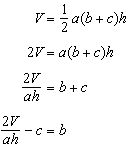 V = 1/2 a(b + c)h
2V = a(b + c)h
2V/ah = b + c
2V/ah − c = b